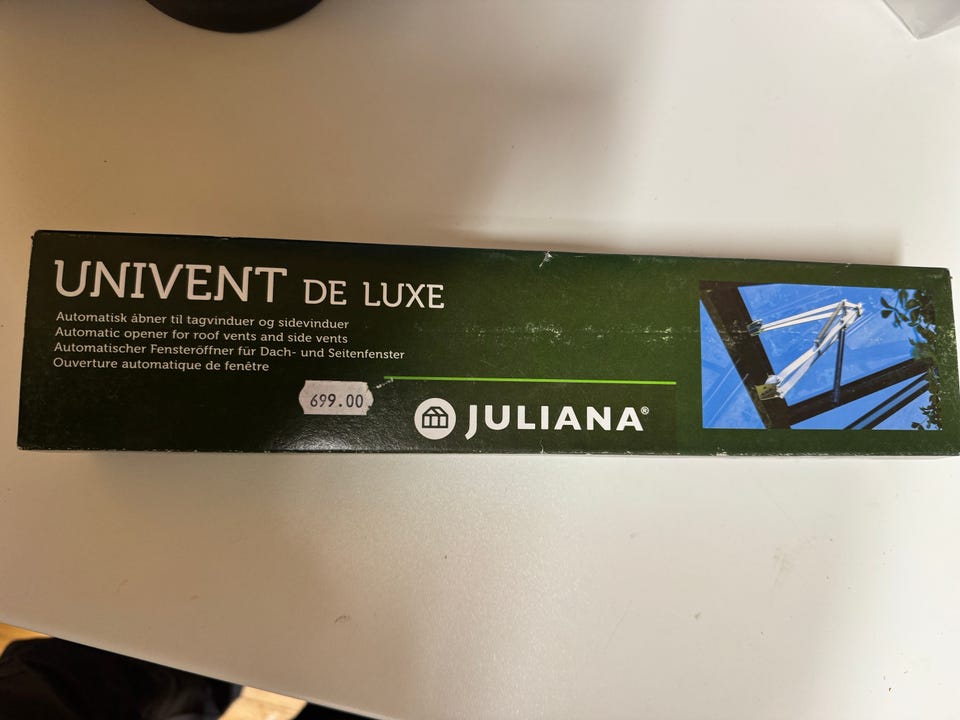 UNIVENT DE LUXE
Automatisk åbner til tagvinduer og sidevinduer
Automatic opener for roof vents and side vents
Automatischer Fensteröffner für Dach- und Seitenfenster
Ouverture automatique de fenêtre
699.00
JULIANA®